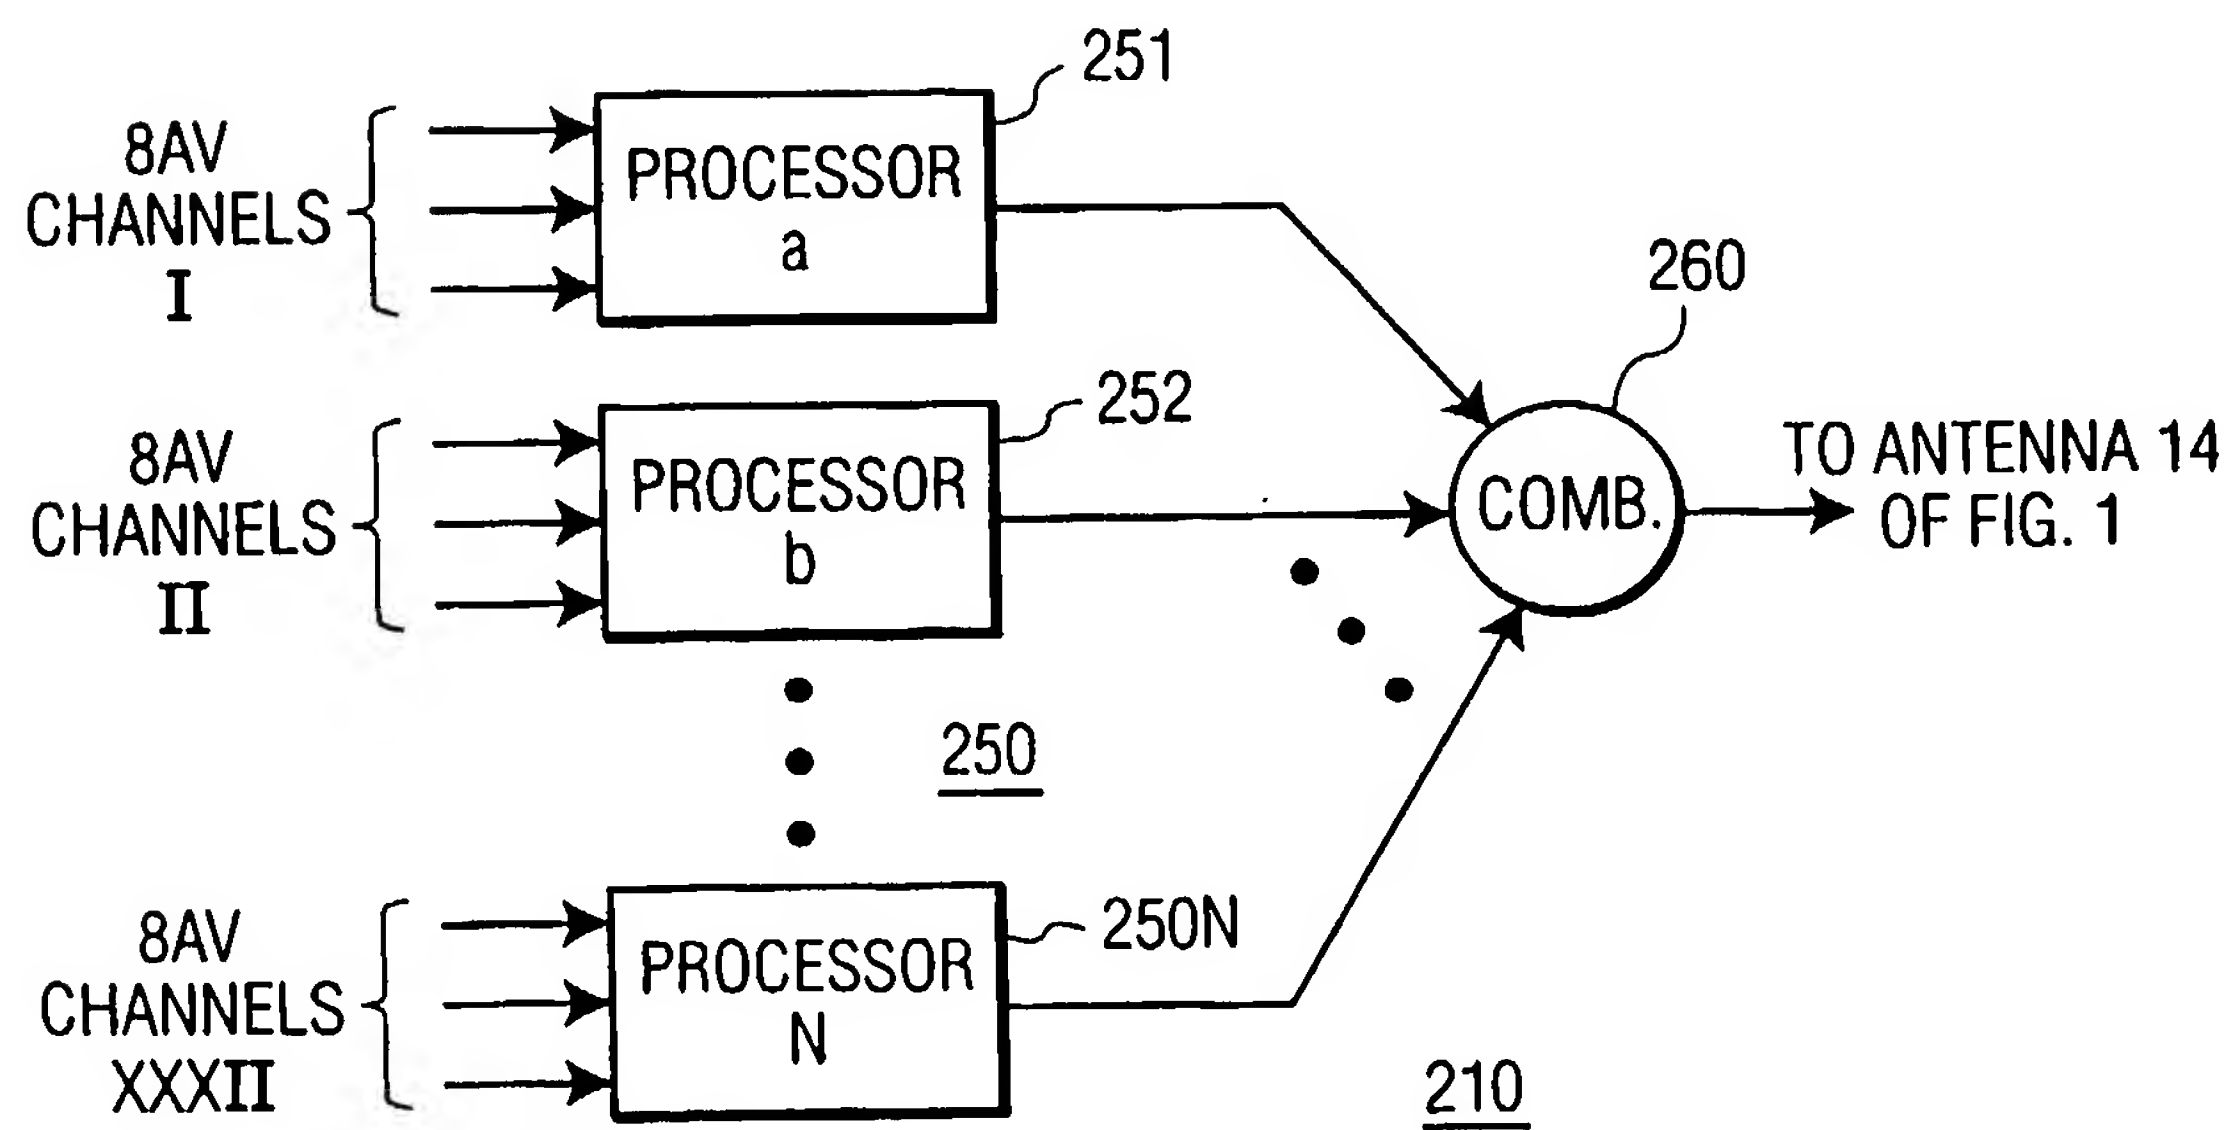 251
8AV
CHANNELS
I
PROCESSOR
a
260
252
8AV
CHANNELS
II
PROCESSOR
b
COMB.
TO ANTENNA 14
OF FIG. 1
250
8AV
CHANNELS
XXXII
PROCESSOR
N
250N
210